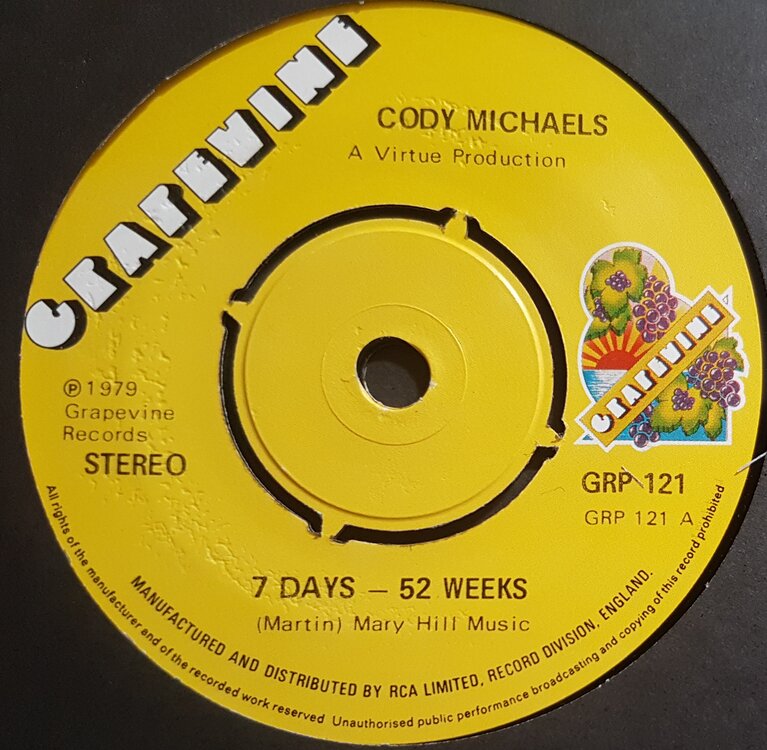 GRAPEVINE
CODY MICHAELS
A Virtue Production
GRAPEVINE
℗ 1979
Grapevine
Records
STEREO
GRP 121
GRP 121 A
7 DAYS — 52 WEEKS
(Martin) Mary Hill Music
MANUFACTURED AND DISTRIBUTED BY RCA LIMITED, RECORD DIVISION, ENGLAND.
All rights of the manufacturer and of the recorded work reserved Unauthorised public performance broadcasting and copying of this record prohibited